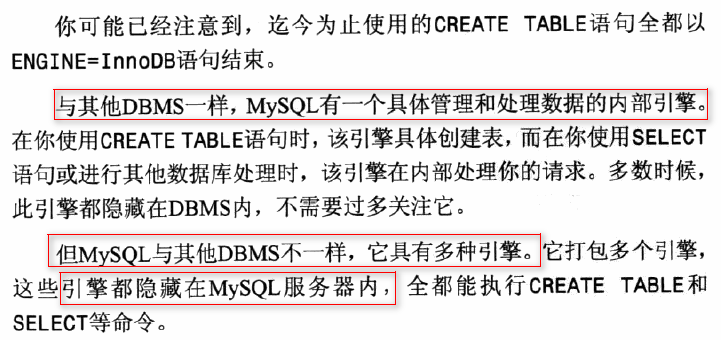 你可能已经注意到，迄今为止使用的CREATE TABLE语句全都以
ENGINE=InnoDB语句结束。
与其他DBMS一样，MySQL有一个具体管理和处理数据的内部引擎。
在你使用CREATE TABLE语句时，该引擎具体创建表，而在你使用SELECT
语句或进行其他数据库处理时，该引擎在内部处理你的请求。多数时候，
此引擎都隐藏在DBMS内，不需要过多关注它。
但MySQL与其他DBMS不一样，它具有多种引擎。它打包多个引擎，
这些引擎都隐藏在MySQL服务器内，全都能执行CREATE TABLE和
SELECT等命令。